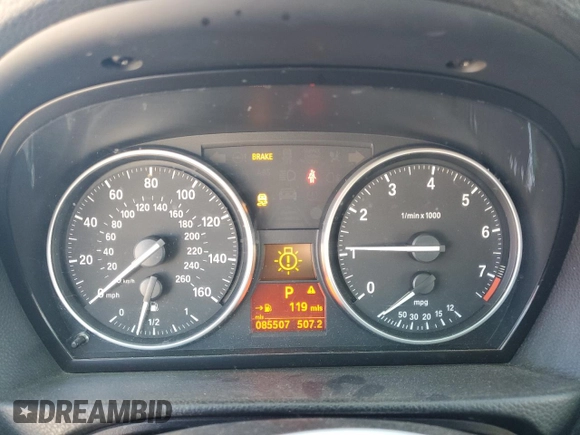 BRAKE
20 40 60 80 100 120 140 160
20 40 60 80 100 120 140 160 180 200 220 240 260
km/h
mph
0 1/2 1
0 1 2 3 4 5 6 7
1/min x 1000
mpg
50 30 20 15 12
P
119 mls
mls
085507 507.2
DREAMBID